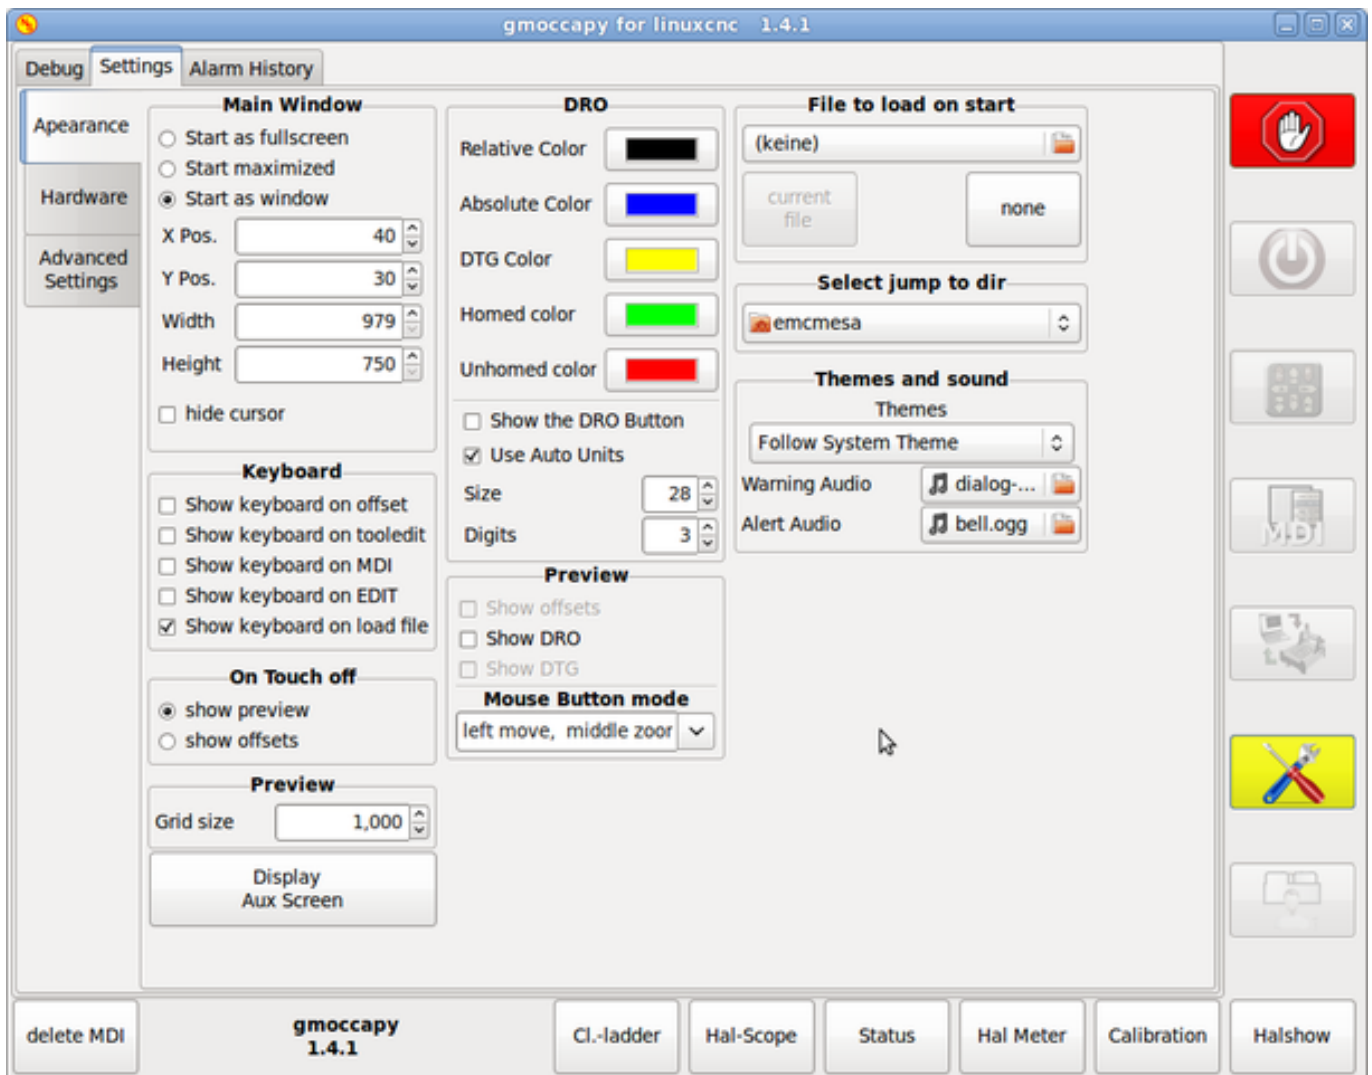 gmoccapy for linuxcnc 1.4.1
Debug
Settings
Alarm History
Apearance
Hardware
Advanced
Settings
Main Window
Start as fullscreen
Start maximized
Start as window
X Pos. 40
Y Pos. 30
Width 979
Height 750
hide cursor
Keyboard
Show keyboard on offset
Show keyboard on tooledit
Show keyboard on MDI
Show keyboard on EDIT
Show keyboard on load file
On Touch off
show preview
show offsets
Preview
Grid size 1,000
Display
Aux Screen
DRO
Relative Color
Absolute Color
DTG Color
Homed color
Unhomed color
Show the DRO Button
Use Auto Units
Size 28
Digits 3
Preview
Show offsets
Show DRO
Show DTG
Mouse Button mode
left move, middle zoor
File to load on start
(keine)
current
file
none
Select jump to dir
emcmesa
Themes and sound
Themes
Follow System Theme
Warning Audio dialog-...
Alert Audio bell.ogg
MDI
delete MDI
gmoccapy
1.4.1
Cl.-ladder
Hal-Scope
Status
Hal Meter
Calibration
Halshow